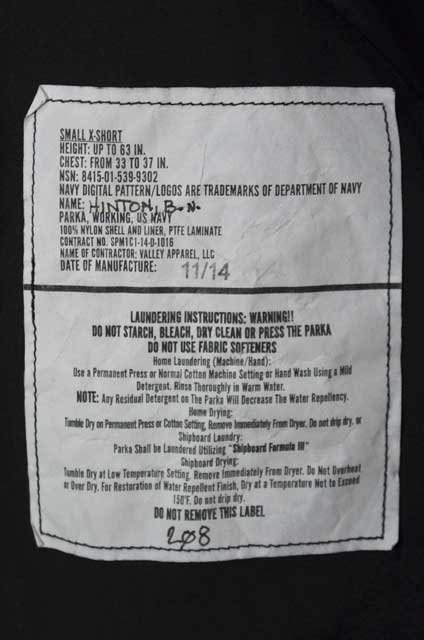 SMALL X-SHORT
HEIGHT: UP TO 63 IN.
CHEST: FROM 33 TO 37 IN.
NSN: 8415-01-539-9302
NAVY DIGITAL PATTERN/LOGOS ARE TRADEMARKS OF DEPARTMENT OF NAVY
NAME: HINTON, B. N.
PARKA, WORKING, US NAVY
100% NYLON SHELL AND LINER, PTFE LAMINATE
CONTRACT NO. SPM1C1-14-D-1016
NAME OF CONTRACTOR: VALLEY APPAREL, LLC
DATE OF MANUFACTURE: 11/14
LAUNDERING INSTRUCTIONS: WARNING!!
DO NOT STARCH, BLEACH, DRY CLEAN OR PRESS THE PARKA
DO NOT USE FABRIC SOFTENERS
Home Laundering (Machine/Hand):
Use a Permanent Press or Normal Cotton Machine Setting or Hand Wash Using a Mild
Detergent. Rinse Thoroughly in Warm Water.
NOTE: Any Residual Detergent on The Parka Will Decrease The Water Repellency.
Home Drying:
Tumble Dry on Permanent Press or Cotton Setting, Remove Immediately From Dryer. Do not drip dry, or
Shipboard Laundry:
Parka Shall be Laundered Utilizing "Shipboard Formula III"
Shipboard Drying:
Tumble Dry at Low Temperature Setting, Remove Immediately From Dryer. Do Not Overheat
or Over Dry. For Restoration of Water Repellent Finish, Dry at a Temperature Not to Exceed
150°F. Do not drip dry.
DO NOT REMOVE THIS LABEL
208